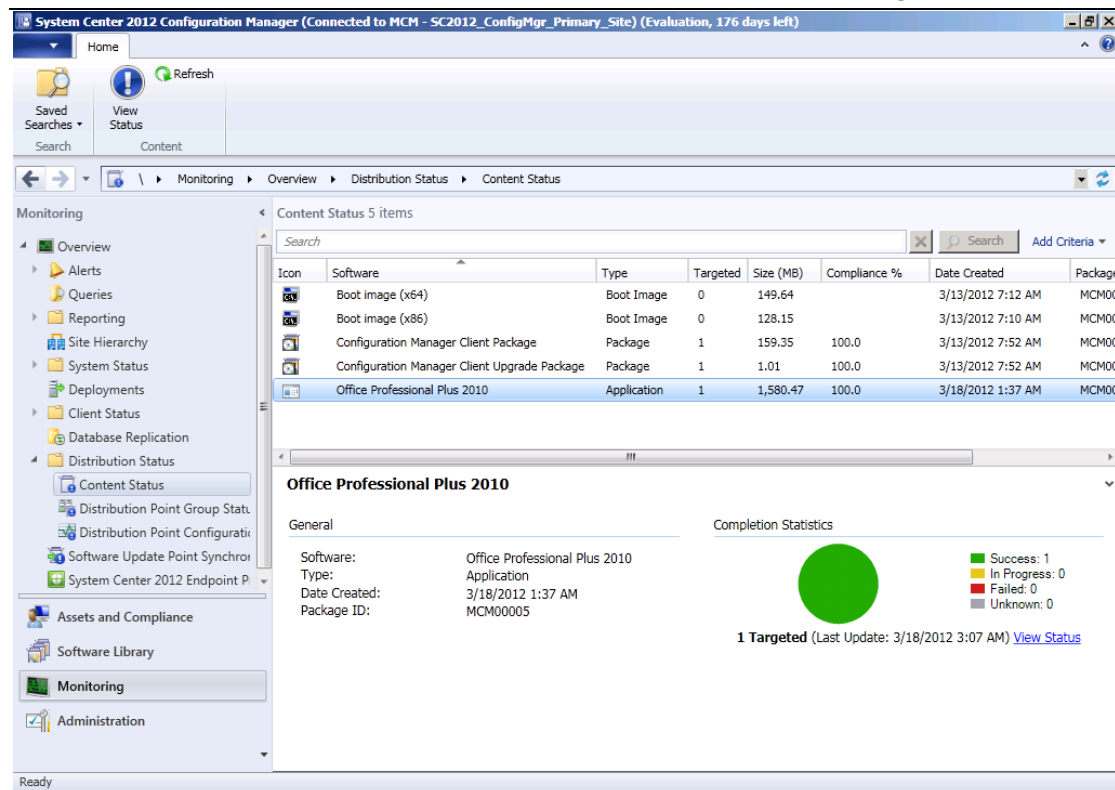 System Center 2012 Configuration Manager (Connected to MCM - SC2012_ConfigMgr_Primary_Site) (Evaluation, 176 days left)
Home
Saved Searches
View Status
Refresh
Search
Content
\ Monitoring Overview Distribution Status Content Status
Monitoring
Overview
Alerts
Queries
Reporting
Site Hierarchy
System Status
Deployments
Client Status
Database Replication
Distribution Status
Content Status
Distribution Point Group Statu
Distribution Point Configuratio
Software Update Point Synchror
System Center 2012 Endpoint P
Assets and Compliance
Software Library
Monitoring
Administration
Content Status 5 items
Search
Search Add Criteria
Icon Software Type Targeted Size (MB) Compliance % Date Created Package
Boot image (x64) Boot Image 0 149.64 3/13/2012 7:12 AM MCM00
Boot image (x86) Boot Image 0 128.15 3/13/2012 7:10 AM MCM00
Configuration Manager Client Package Package 1 159.35 100.0 3/13/2012 7:52 AM MCM00
Configuration Manager Client Upgrade Package Package 1 1.01 100.0 3/13/2012 7:52 AM MCM00
Office Professional Plus 2010 Application 1 1,580.47 100.0 3/18/2012 1:37 AM MCM00
Office Professional Plus 2010
General
Software: Office Professional Plus 2010
Type: Application
Date Created: 3/18/2012 1:37 AM
Package ID: MCM00005
Completion Statistics
Success: 1
In Progress: 0
Failed: 0
Unknown: 0
1 Targeted (Last Update: 3/18/2012 3:07 AM) View Status
Ready